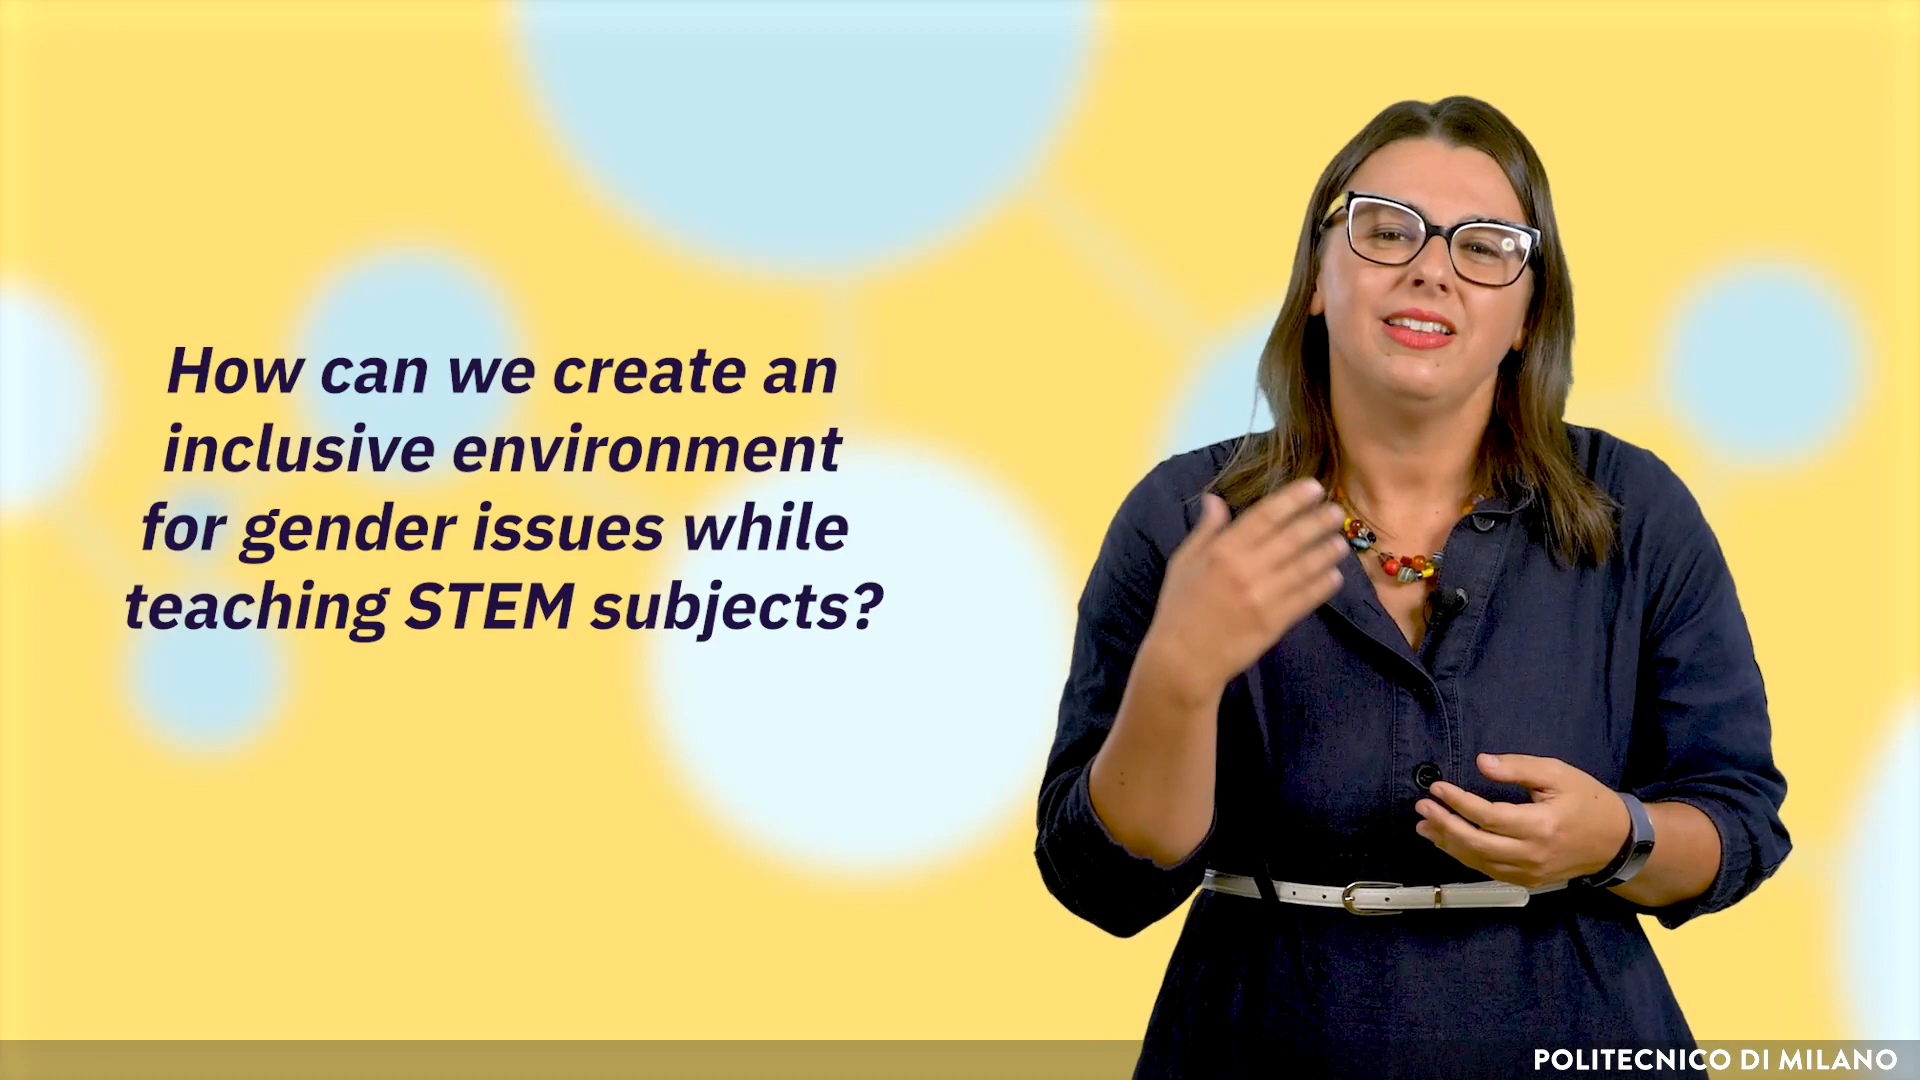 How can we create an
inclusive environment
for gender issues while
teaching STEM subjects?
POLITECNICO DI MILANO